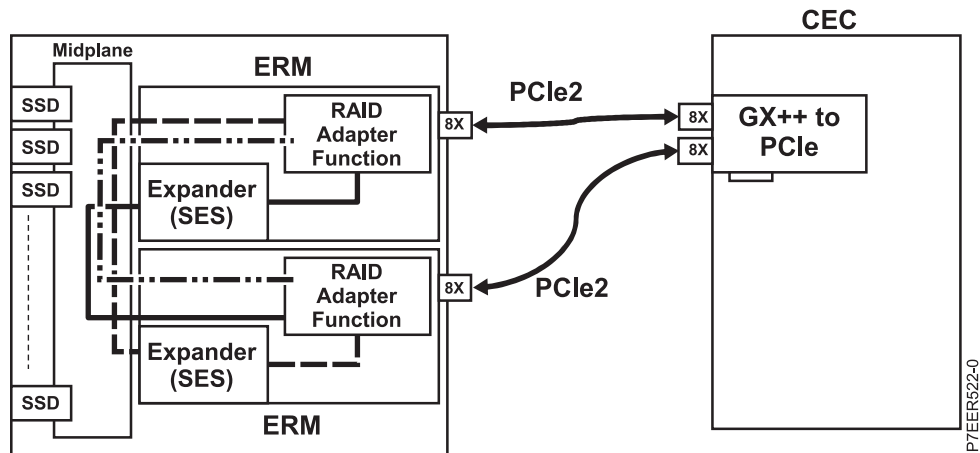 CEC
Midplane
ERM
SSD
SSD
SSD
SSD
RAID
Adapter
Function
8X
PCIe2
8X
8X
GX++ to
PCIe
Expander
(SES)
RAID
Adapter
Function
8X
PCIe2
Expander
(SES)
ERM
P7EER522-0